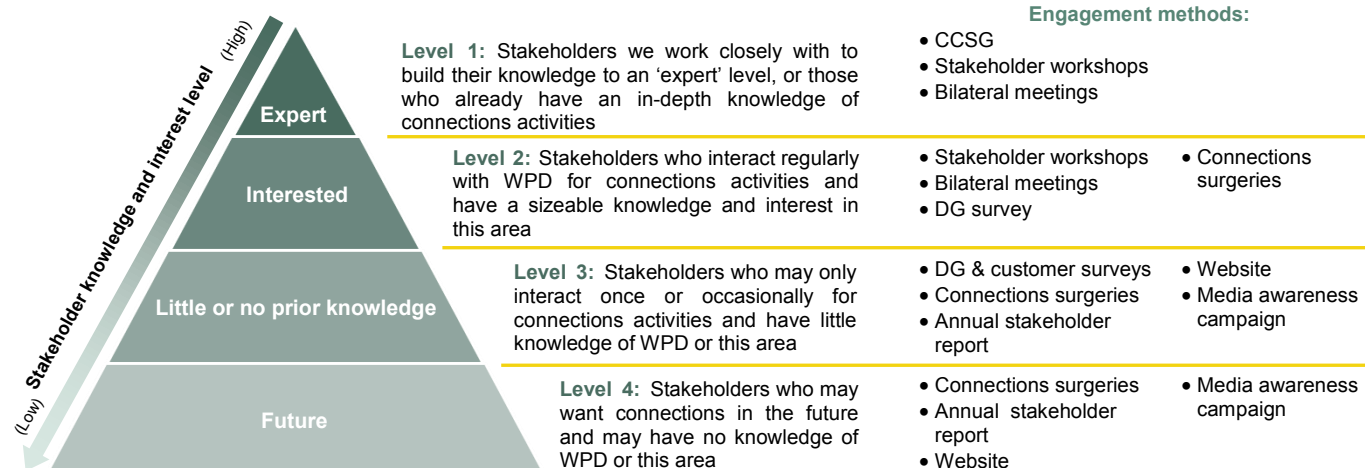 Engagement methods:
(High)
Stakeholder knowledge and interest level
(Low)
Expert
Level 1: Stakeholders we work closely with to
build their knowledge to an ‘expert’ level, or those
who already have an in-depth knowledge of
connections activities
• CCSG
• Stakeholder workshops
• Bilateral meetings
Interested
Level 2: Stakeholders who interact regularly
with WPD for connections activities and
have a sizeable knowledge and interest in
this area
• Stakeholder workshops
• Bilateral meetings
• DG survey
• Connections
surgeries
Little or no prior knowledge
Level 3: Stakeholders who may only
interact once or occasionally for
connections activities and have little
knowledge of WPD or this area
• DG & customer surveys
• Connections surgeries
• Annual stakeholder
report
• Website
• Media awareness
campaign
Future
Level 4: Stakeholders who may
want connections in the future
and may have no knowledge of
WPD or this area
• Connections surgeries
• Annual stakeholder
report
• Website
• Media awareness
campaign